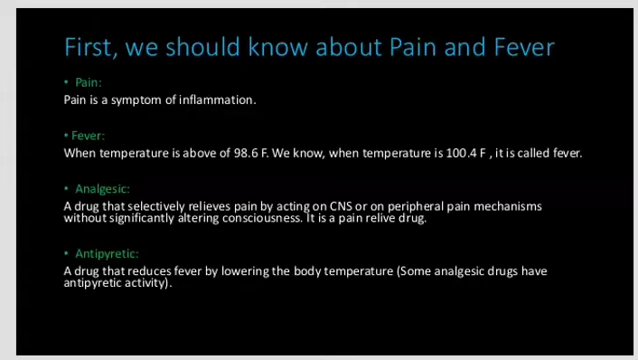 First, we should know about Pain and Fever
• Pain:
Pain is a symptom of inflammation.
• Fever:
When temperature is above of 98.6 F. We know, when temperature is 100.4 F , it is called fever.
• Analgesic:
A drug that selectively relieves pain by acting on CNS or on peripheral pain mechanisms
without significantly altering consciousness. It is a pain relive drug.
• Antipyretic:
A drug that reduces fever by lowering the body temperature (Some analgesic drugs have
antipyretic activity).